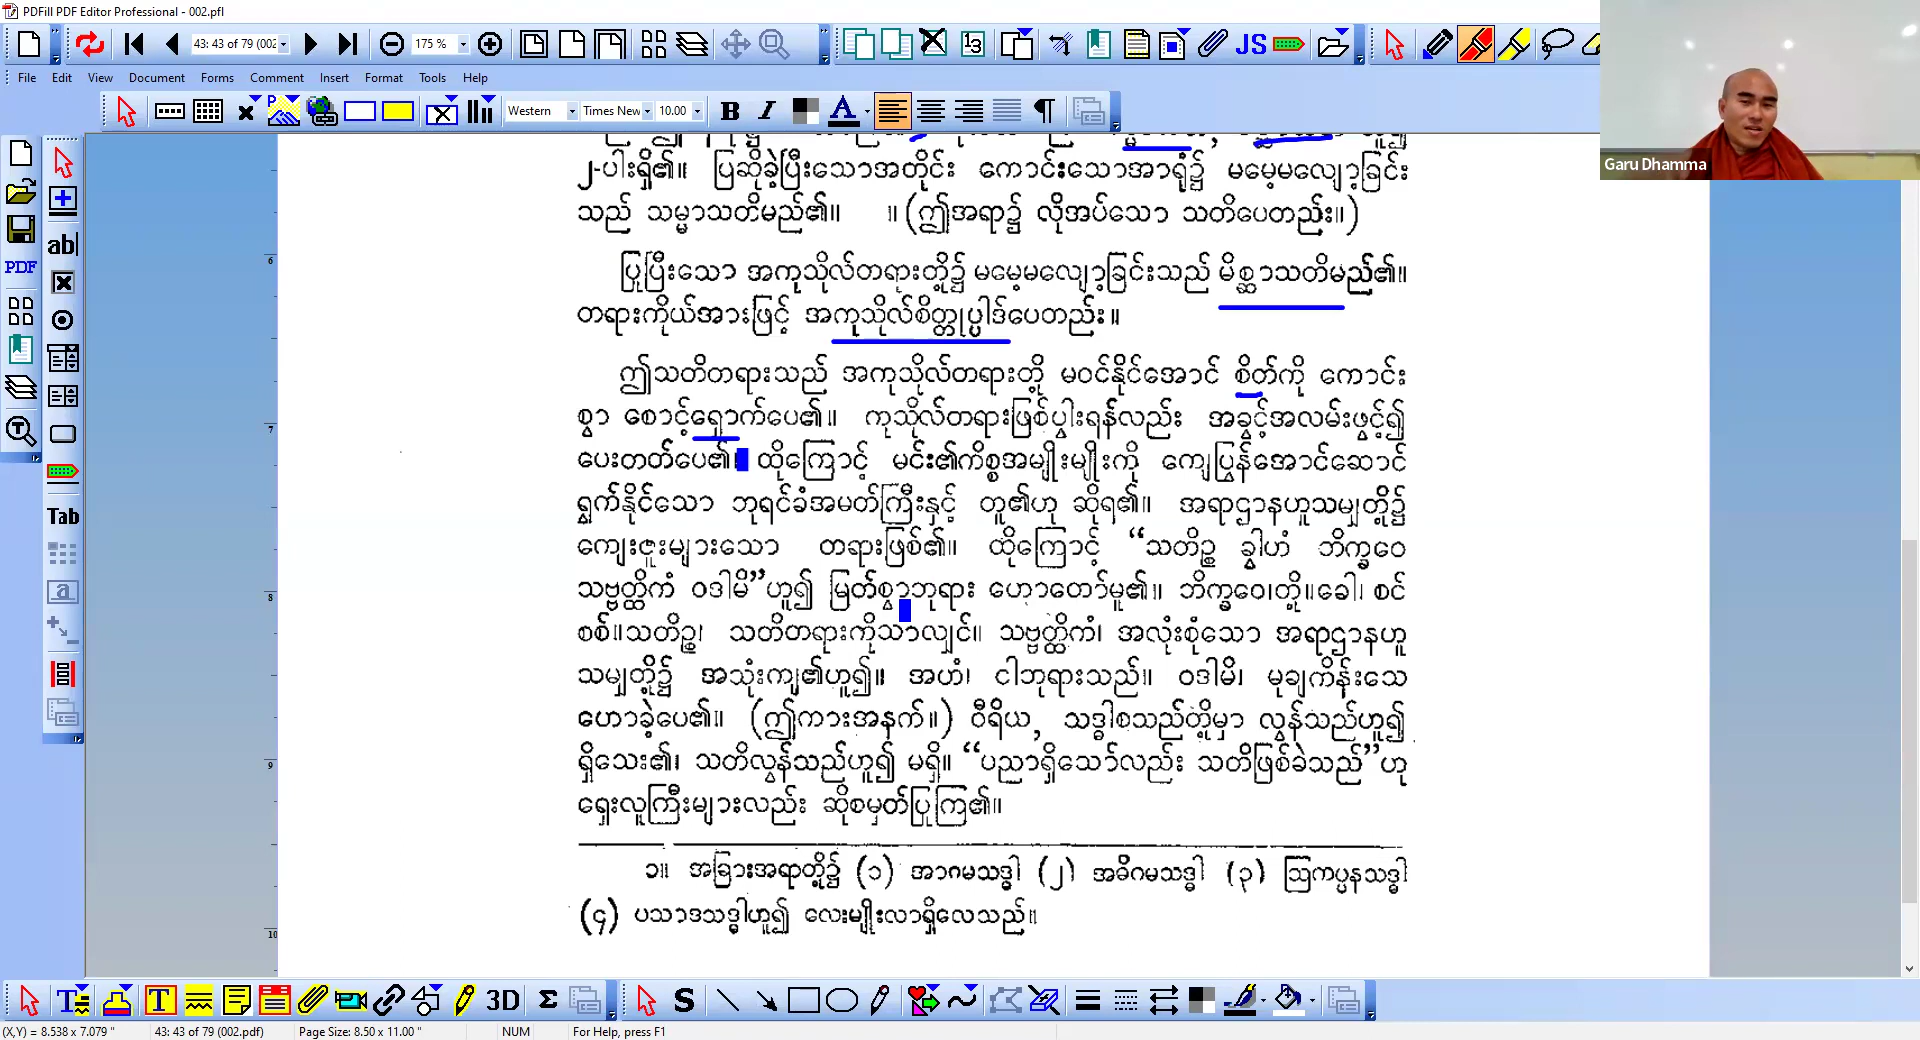 PDFill PDF Editor Professional - 002.pfl
43: 43 of 79 (002
175 %
JS
File Edit View Document Forms Comment Insert Format Tools Help
Western Times New 10.00 B I A ¶
Garu Dhamma
၂-ပါးရှိ၏။ ပြဆိုခဲ့ပြီးသောအတိုင်း ကောင်းသောအာရုံ၌ မမေ့မလျော့ခြင်း
သည် သမ္မာသတိမည်၏။ ။ (ဤအရာ၌ လိုအပ်သော သတိပေတည်း။)
ပြုပြီးသော အကုသိုလ်တရားတို့၌ မမေ့မလျော့ခြင်းသည် မိစ္ဆာသတိမည်၏။
တရားကိုယ်အားဖြင့် အကုသိုလ်စိတ္တုပ္ပါဒ်ပေတည်း။
ဤသတိတရားသည် အကုသိုလ်တရားတို့ မဝင်နိုင်အောင် စိတ်ကို ကောင်း
စွာ စောင့်ရှောက်ပေ၏။ ကုသိုလ်တရားဖြစ်ပွါးရန်လည်း အခွင့်အလမ်းဖွင့်၍
ပေးတတ်ပေ၏ ထိုကြောင့် မင်း၏ကိစ္စအမျိုးမျိုးကို ကျေပြွန်အောင်ဆောင်
ရွက်နိုင်သော ဘုရင်ခံအမတ်ကြီးနှင့် တူ၏ဟု ဆိုရ၏။ အရာဌာနဟူသမျှတို့၌
ကျေးဇူးများသော တရားဖြစ်၏။ ထိုကြောင့် “သတိဉ္စ ခွါဟံ ဘိက္ခဝေ
သဗ္ဗတ္ထိကံ ဝဒါမိ”ဟူ၍ မြတ်စွာဘုရား ဟောတော်မူ၏။ ဘိက္ခဝေ၊တို့။ခေါ၊ စင်
စစ်။သတိဉ္စ၊ သတိတရားကိုသာလျှင်။ သဗ္ဗတ္ထိကံ၊ အလုံးစုံသော အရာဌာနဟူ
သမျှတို့၌ အသုံးကျ၏ဟူ၍။ အဟံ၊ ငါဘုရားသည်။ ဝဒါမိ၊ မုချကိန်းသေ
ဟောခဲ့ပေ၏။ (ဤကားအနက်။) ဝီရိယ, သဒ္ဓါစသည်တို့မှာ လွန်သည်ဟူ၍
ရှိသေး၏၊ သတိလွန်သည်ဟူ၍ မရှိ။ “ပညာရှိသော်လည်း သတိဖြစ်ခဲသည်”ဟု
ရှေးလူကြီးများလည်း ဆိုစမှတ်ပြုကြ၏။
၁။ အခြားအရာတို့၌ (၁) အာဂမသဒ္ဓါ (၂) အဓိဂမသဒ္ဓါ (၃) ဩကပ္ပနသဒ္ဓါ
(၄) ပသာဒသဒ္ဓါဟူ၍ လေးမျိုးလာရှိလေသည်။
ab
PDF
Tab
a
6
7
8
9
10
T T 3D Σ S
(X,Y) = 8.538 x 7.079 " 43: 43 of 79 (002.pdf) Page Size: 8.50 x 11.00 " NUM For Help, press F1